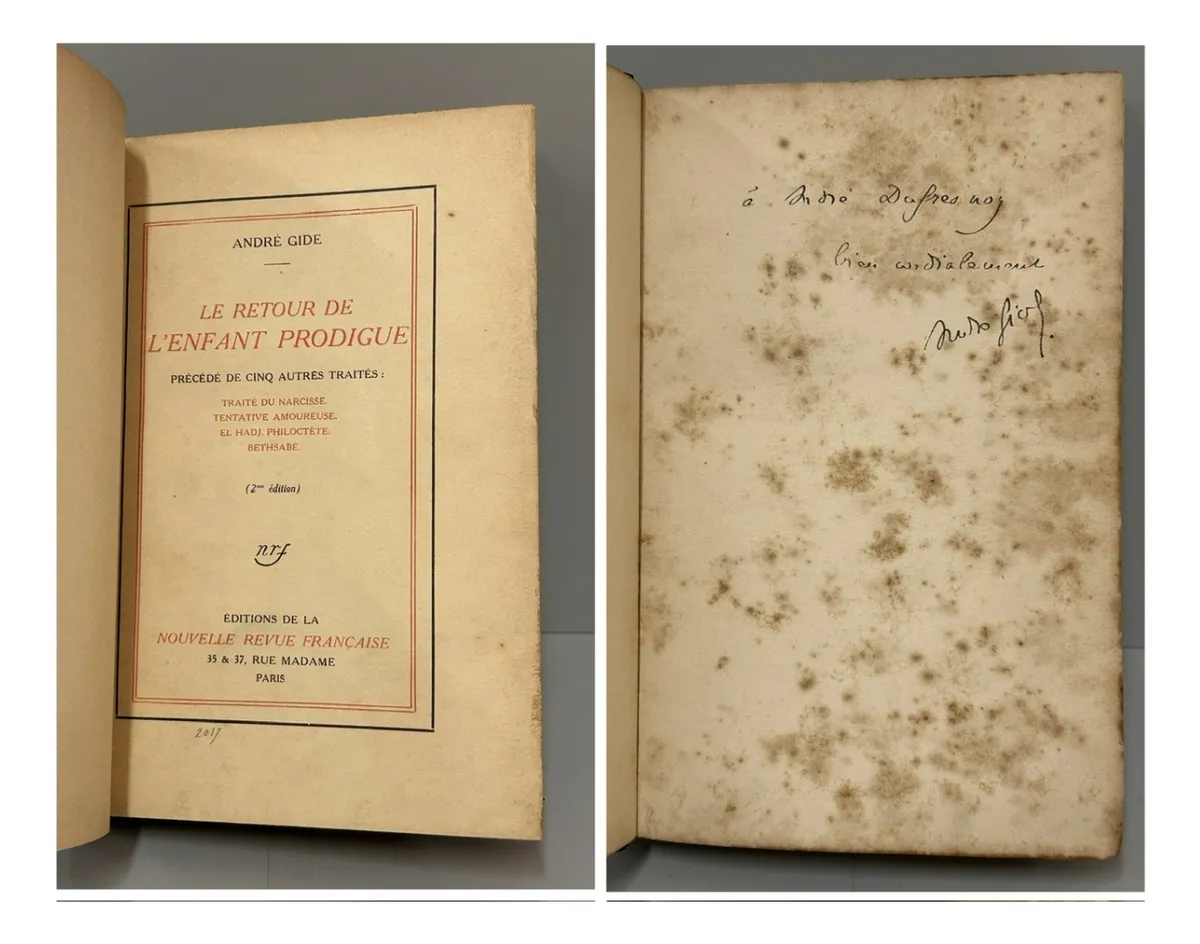 ANDRÉ GIDE
LE RETOUR DE
L'ENFANT PRODIGUE
PRÉCÉDÉ DE CINQ AUTRES TRAITÉS :
TRAITÉ DU NARCISSE.
TENTATIVE AMOUREUSE.
EL HADJ. PHILOCTÈTE.
BETHSABÉ.
(2me édition)
nrf
ÉDITIONS DE LA
NOUVELLE REVUE FRANÇAISE
35 & 37, RUE MADAME
PARIS
2017
à André Dufresnoy
bien cordialement
André Gide.